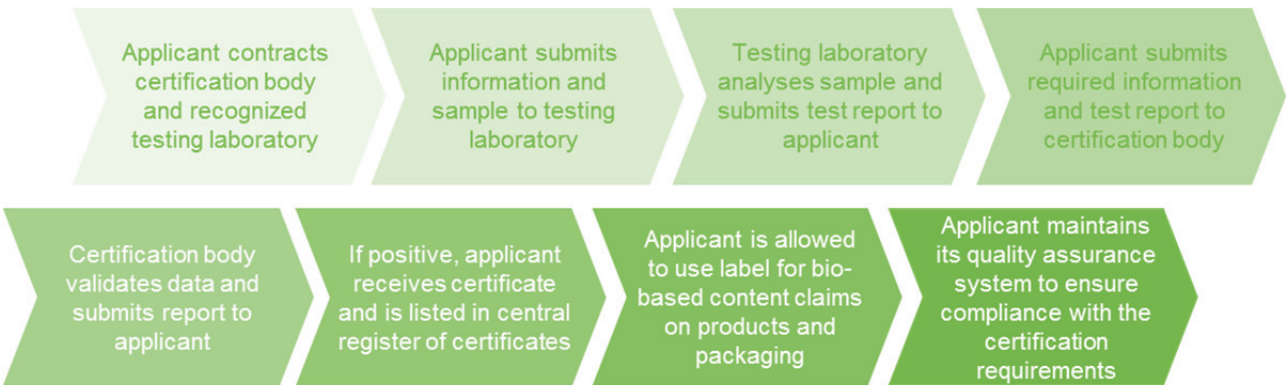 Applicant contracts
certification body
and recognized
testing laboratory
Applicant submits
information and
sample to testing
laboratory
Testing laboratory
analyses sample and
submits test report to
applicant
Applicant submits
required information
and test report to
certification body
Certification body
validates data and
submits report to
applicant
If positive, applicant
receives certificate
and is listed in central
register of certificates
Applicant is allowed
to use label for bio-
based content claims
on products and
packaging
Applicant maintains
its quality assurance
system to ensure
compliance with the
certification
requirements